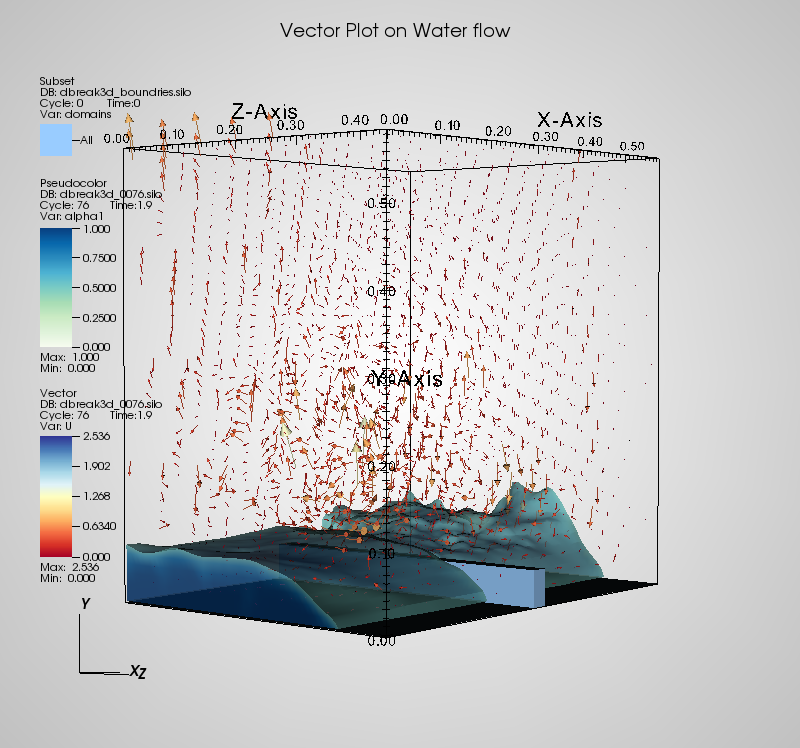 Vector Plot on Water flow
Subset
DB: dbreak3d_boundries.silo
Cycle: 0 Time:0
Var: domains
All
Pseudocolor
DB: dbreak3d_0076.silo
Cycle: 76 Time:1.9
Var: alpha1
1.000
0.7500
0.5000
0.2500
0.000
Max: 1.000
Min: 0.000
Vector
DB: dbreak3d_0076.silo
Cycle: 76 Time:1.9
Var: U
2.536
1.902
1.268
0.6340
0.000
Max: 2.536
Min: 0.000
Z-Axis
0.00 0.10 0.20 0.30 0.40
X-Axis
0.00 0.10 0.20 0.30 0.40 0.50
0.50
0.40
Y-Axis
0.20
0.10
0.00
Y
X Z